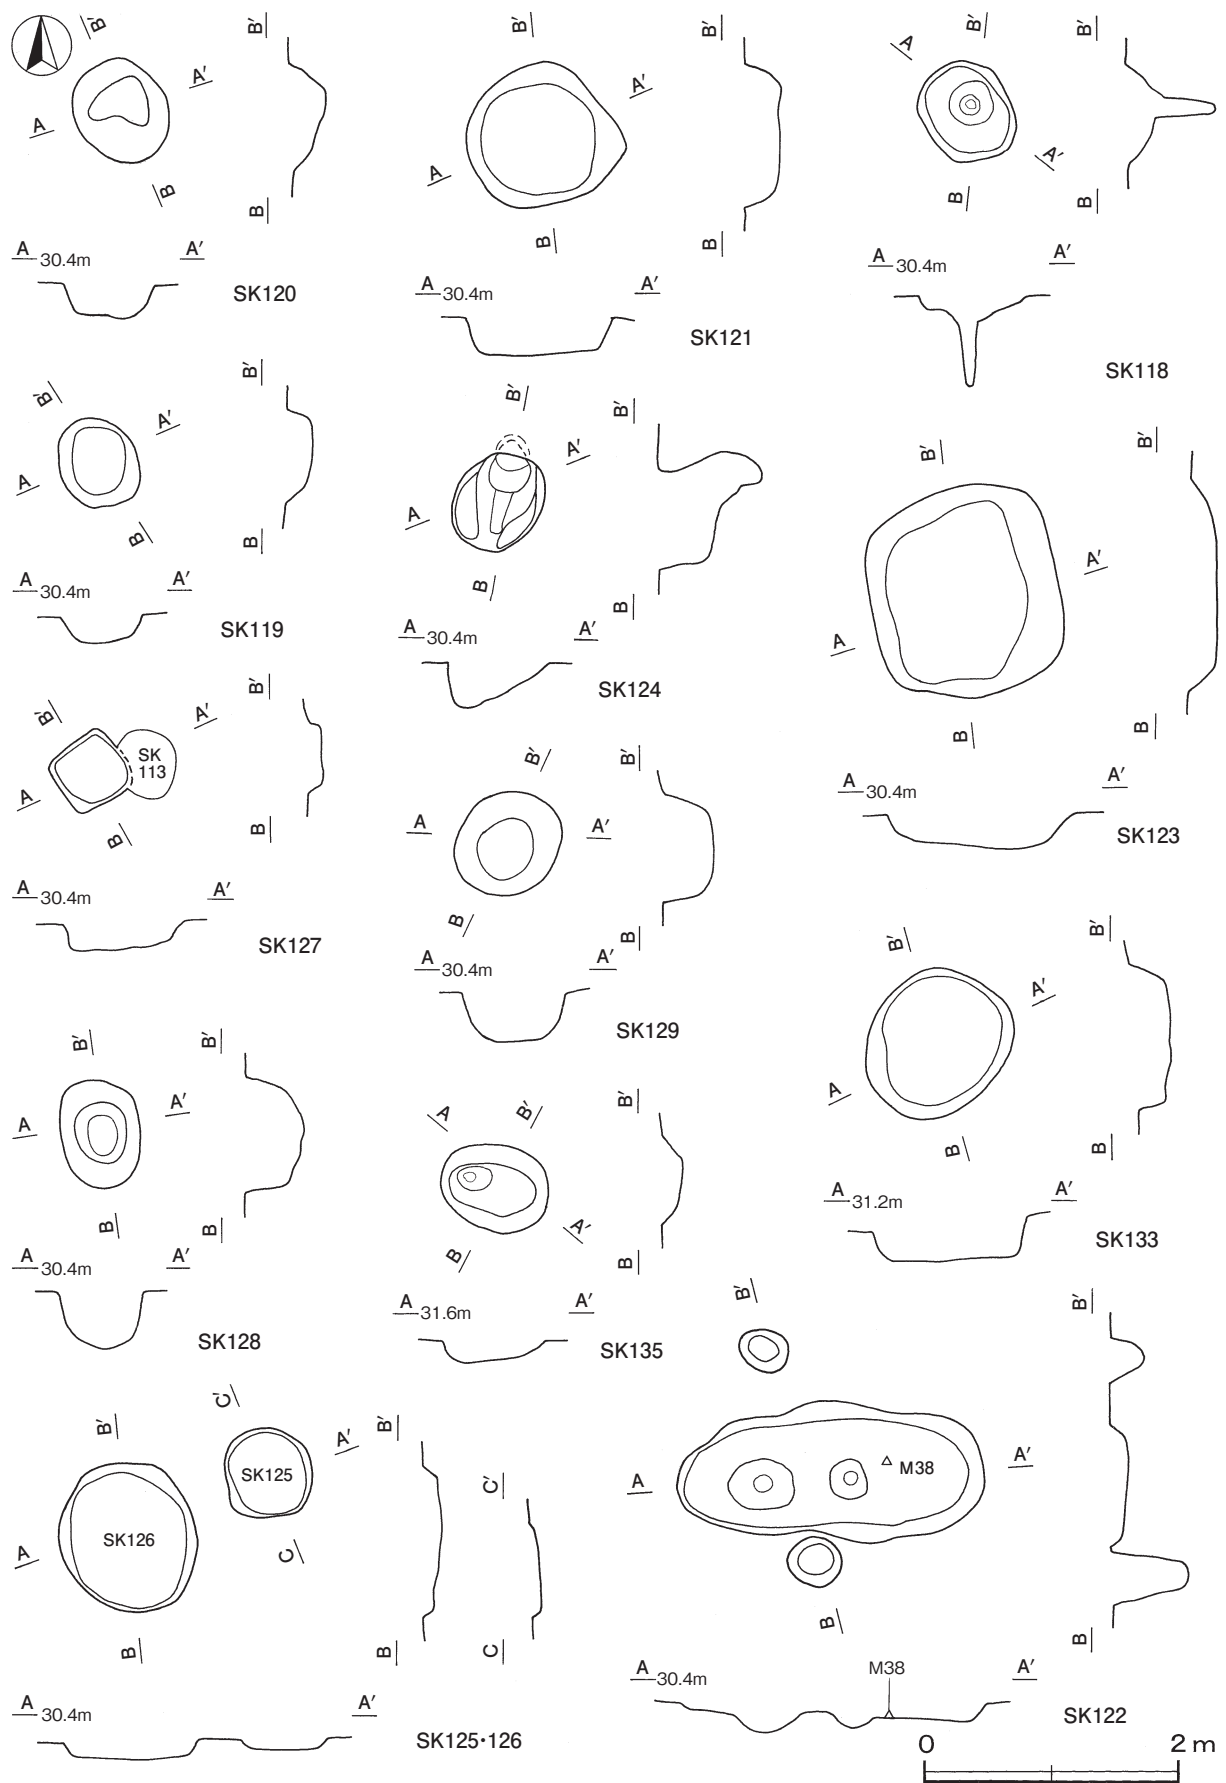 B′
A′
A
B
B′
B
A 30.4m A′
SK120
B′
A′
A
B
B′
B
A 30.4m A′
SK121
B′
A
A′
B
B′
B
A 30.4m A′
SK118
B′
A′
A
B
B′
B
A 30.4m A′
SK119
B′
A′
A
B
B′
B
A 30.4m A′
SK124
B′
A′
A
B
B′
B
A 30.4m A′
SK123
B′
A′
SK
113
A
B
B′
B
A 30.4m A′
SK127
B′
A
A′
B
B′
B
A 30.4m A′
SK129
B′
A′
A
B
B′
B
A 31.2m A′
SK133
B′
A′
A
B
B′
B
A 30.4m A′
SK128
A
B′
A′
B
B′
B
A 31.6m A′
SK135
C′
B′
A′
SK125
SK126
A
C
B
B′
B
C′
C
A 30.4m A′
SK125・126
B′
M38
A
A′
B
B′
B
M38
A 30.4m A′
SK122
0 2 m